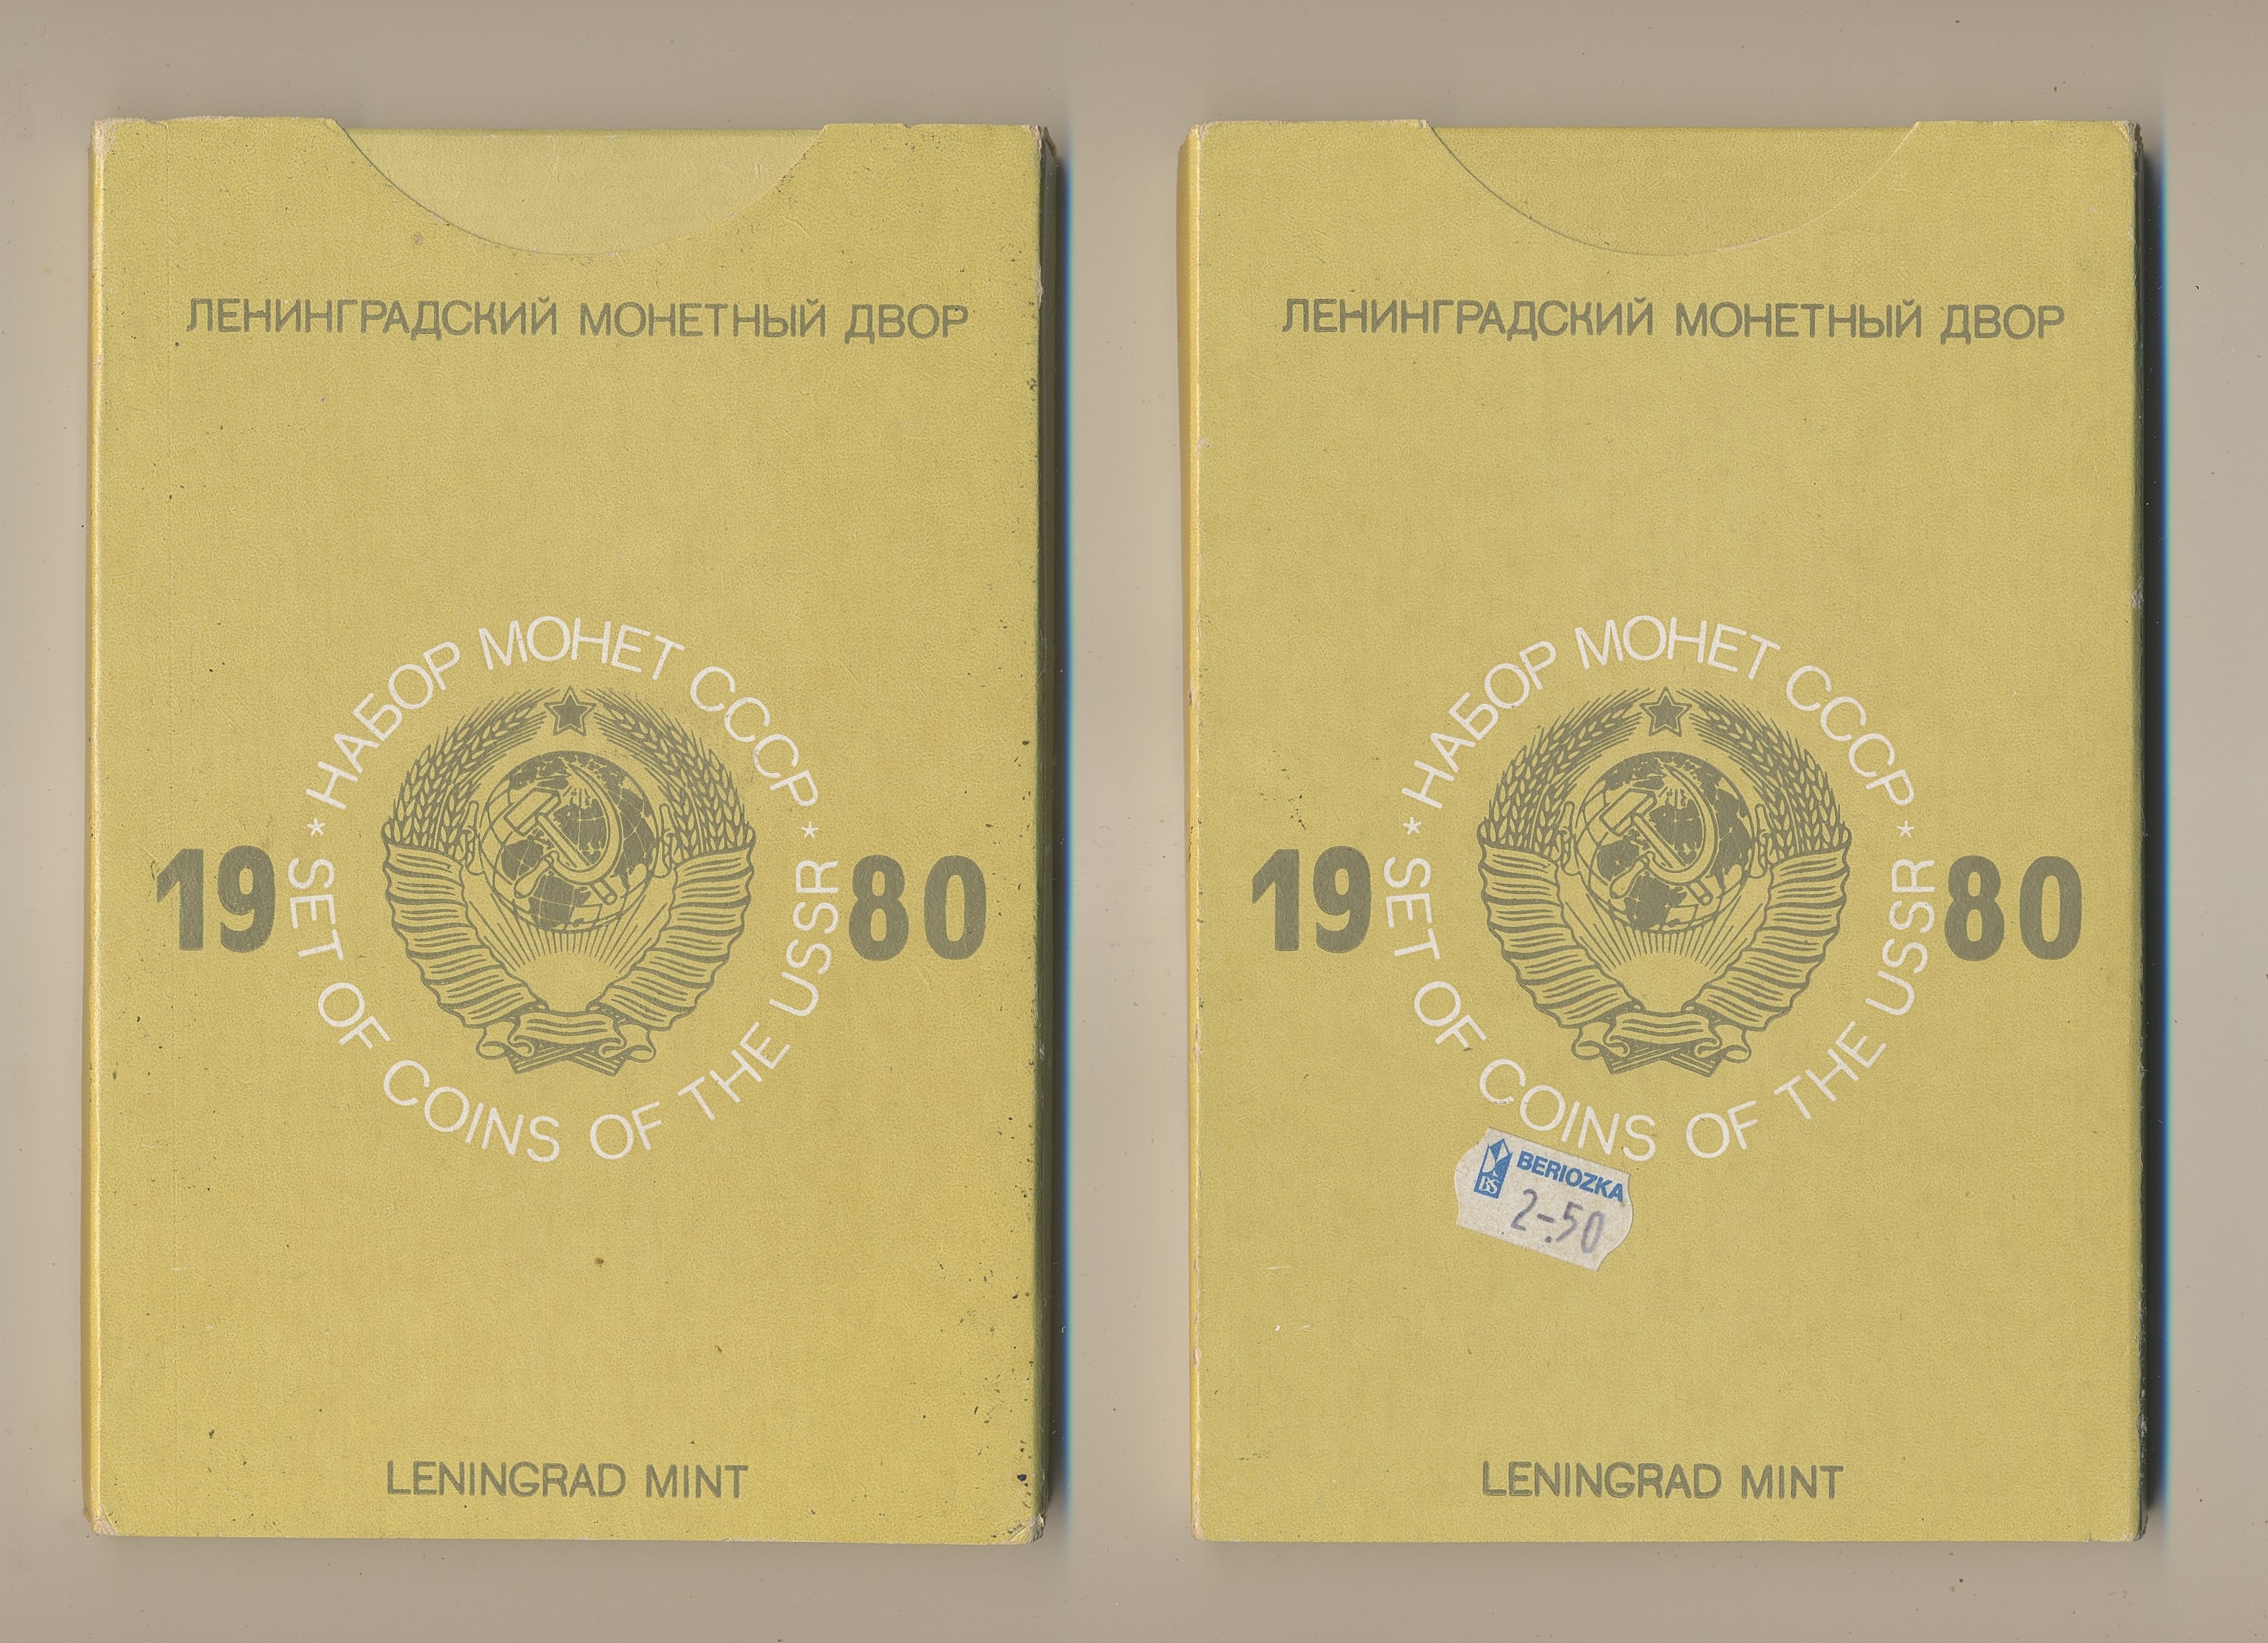 ЛЕНИНГРАДСКИЙ МОНЕТНЫЙ ДВОР
НАБОР МОНЕТ СССР
19 80
* SET OF COINS OF THE USSR *
LENINGRAD MINT
ЛЕНИНГРАДСКИЙ МОНЕТНЫЙ ДВОР
НАБОР МОНЕТ СССР
19 80
* SET OF COINS OF THE USSR *
BERIOZKA
BS
2-.50
LENINGRAD MINT